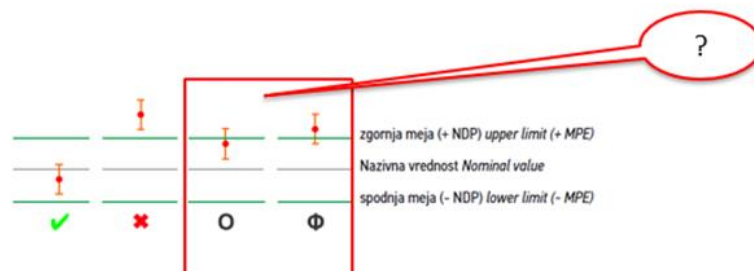 ?
zgornja meja (+ NDP) upper limit (+ MPE)
Nazivna vrednost Nominal value
spodnja meja (- NDP) lower limit (- MPE)
✔ ✖ O Φ